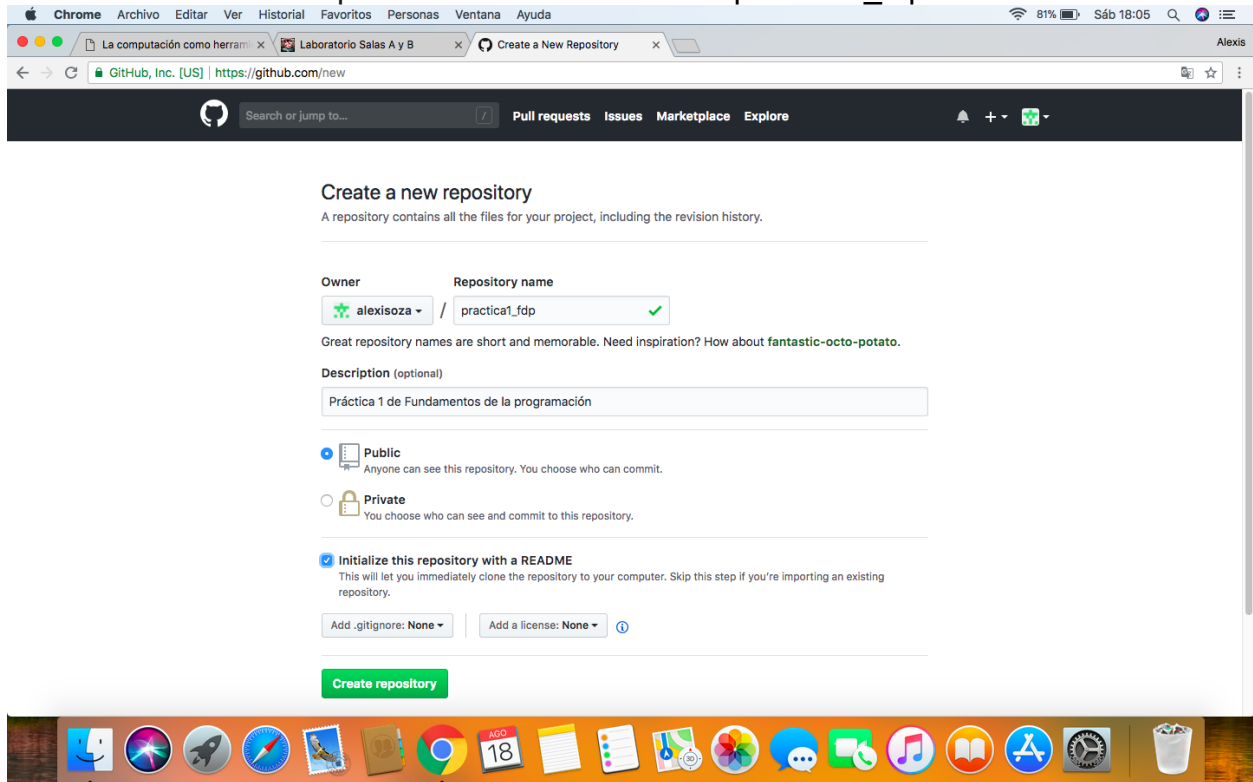 Chrome Archivo Editar Ver Historial Favoritos Personas Ventana Ayuda 81% Sáb 18:05
La computación como herrami Laboratorio Salas A y B Create a New Repository Alexis
GitHub, Inc. [US] | https://github.com/new
Search or jump to... / Pull requests Issues Marketplace Explore
Create a new repository
A repository contains all the files for your project, including the revision history.
Owner Repository name
alexisoza / practica1_fdp
Great repository names are short and memorable. Need inspiration? How about fantastic-octo-potato.
Description (optional)
Práctica 1 de Fundamentos de la programación
Public
Anyone can see this repository. You choose who can commit.
Private
You choose who can see and commit to this repository.
Initialize this repository with a README
This will let you immediately clone the repository to your computer. Skip this step if you're importing an existing
repository.
Add .gitignore: None Add a license: None
Create repository
AGO
18
3D